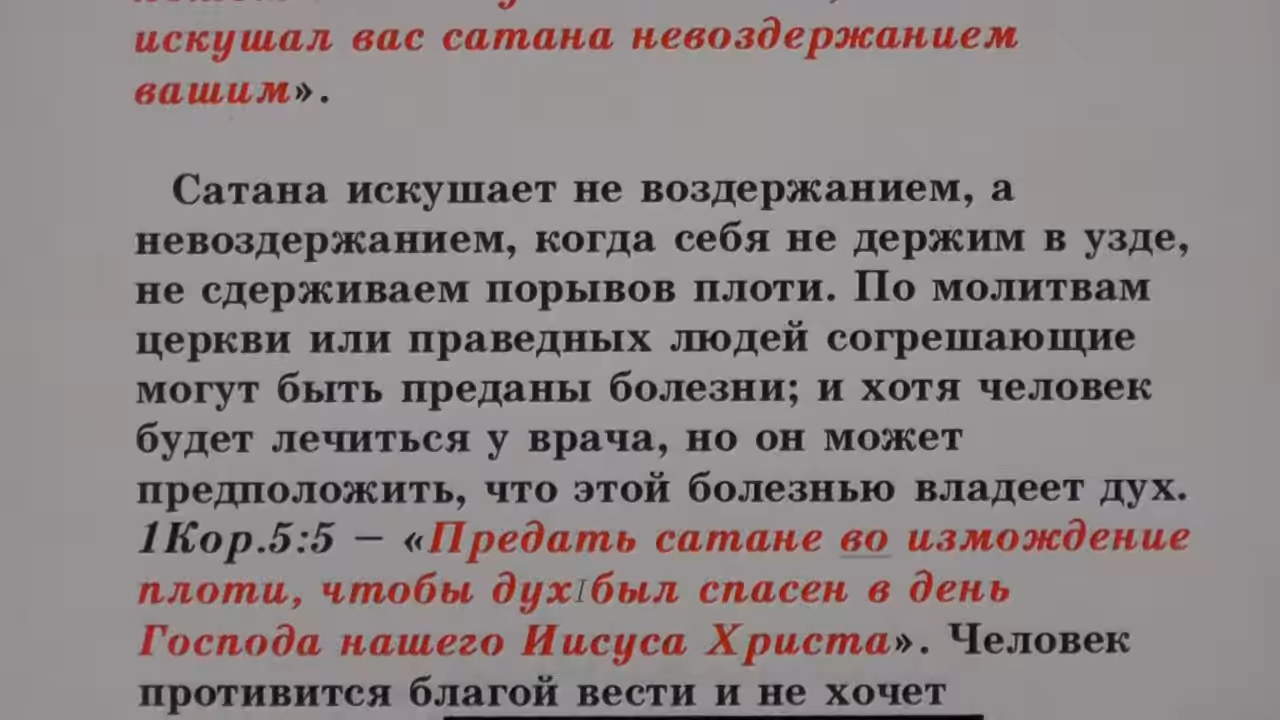 искушал вас сатана невоздержанием
вашим».
Сатана искушает не воздержанием, а
невоздержанием, когда себя не держим в узде,
не сдерживаем порывов плоти. По молитвам
церкви или праведных людей согрешающие
могут быть преданы болезни; и хотя человек
будет лечиться у врача, но он может
предположить, что этой болезнью владеет дух.
1Кор.5:5 – «Предать сатане во измождение
плоти, чтобы дух был спасен в день
Господа нашего Иисуса Христа». Человек
противится благой вести и не хочет